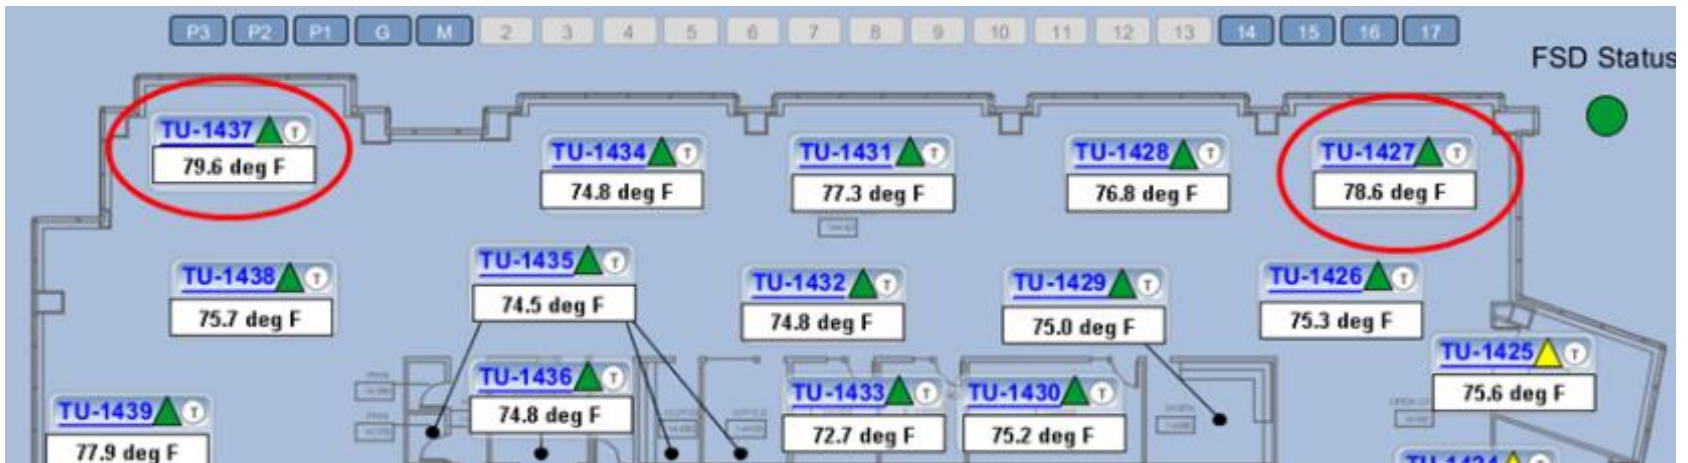 P3 P2 P1 G M 2 3 4 5 6 7 8 9 10 11 12 13 14 15 16 17
FSD Status
TU-1437 T
79.6 deg F
TU-1434 T
74.8 deg F
TU-1431 T
77.3 deg F
TU-1428 T
76.8 deg F
TU-1427 T
78.6 deg F
TU-1438 T
75.7 deg F
TU-1435 T
74.5 deg F
TU-1432 T
74.8 deg F
TU-1429 T
75.0 deg F
TU-1426 T
75.3 deg F
TU-1425 T
75.6 deg F
TU-1439 T
77.9 deg F
TU-1436 T
74.8 deg F
TU-1433 T
72.7 deg F
TU-1430 T
75.2 deg F
TU-1424